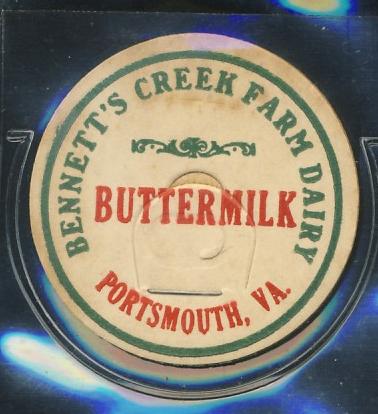 BENNETT'S CREEK FARM DAIRY
BUTTERMILK
PORTSMOUTH, VA.